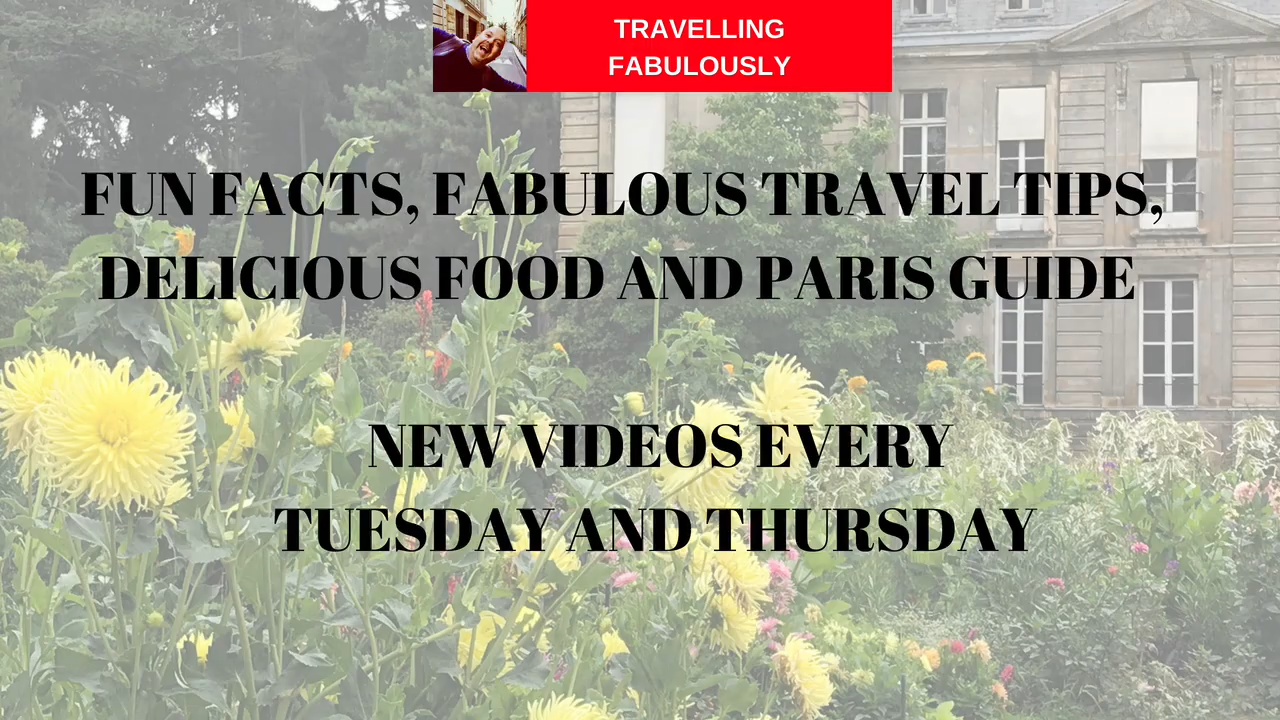 TRAVELLING
FABULOUSLY
FUN FACTS, FABULOUS TRAVEL TIPS,
DELICIOUS FOOD AND PARIS GUIDE
NEW VIDEOS EVERY
TUESDAY AND THURSDAY